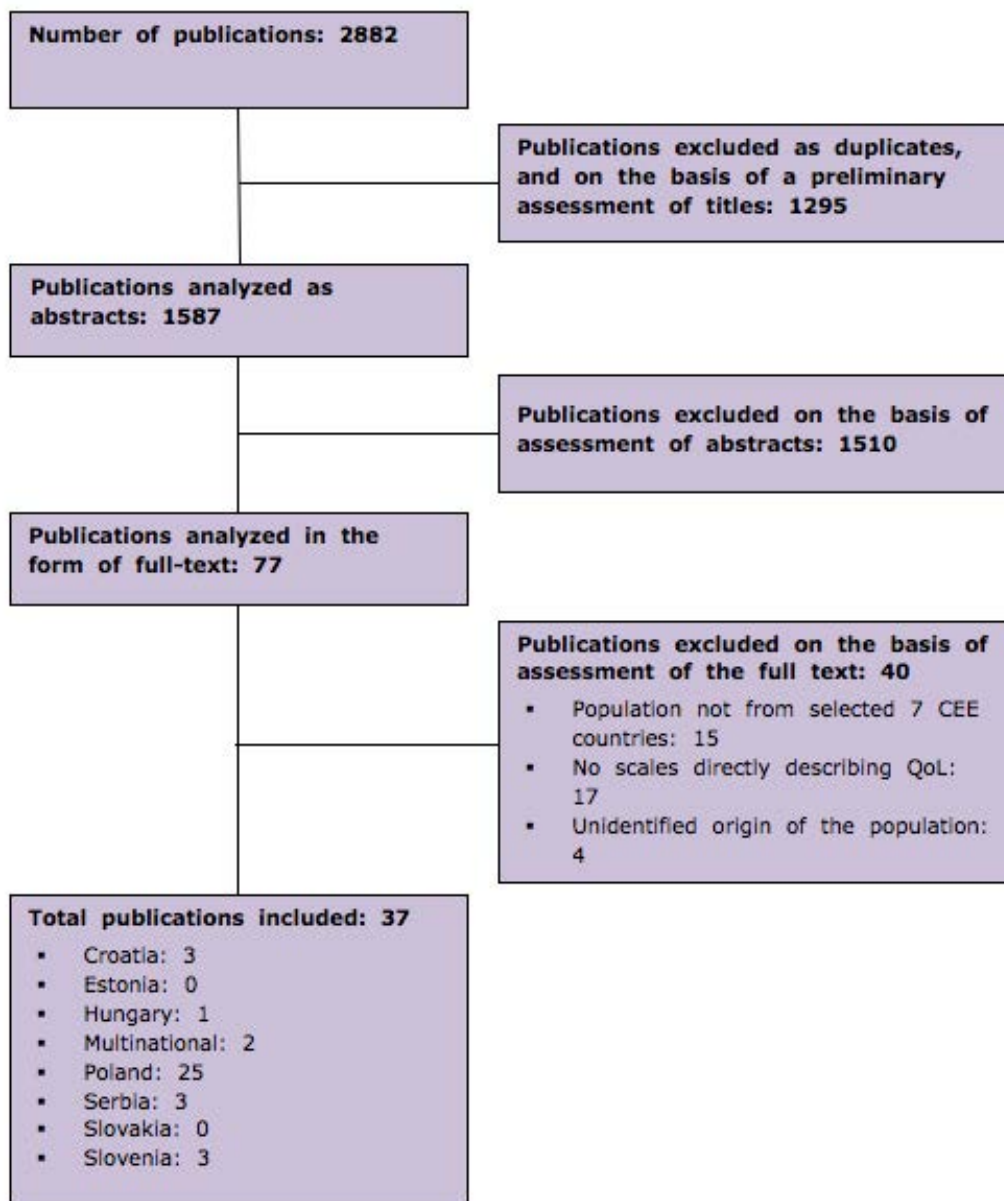 Number of publications: 2882
Publications excluded as duplicates,
and on the basis of a preliminary
assessment of titles: 1295
Publications analyzed as
abstracts: 1587
Publications excluded on the basis of
assessment of abstracts: 1510
Publications analyzed in the
form of full-text: 77
Publications excluded on the basis of
assessment of the full text: 40
▪ Population not from selected 7 CEE
countries: 15
▪ No scales directly describing QoL:
17
▪ Unidentified origin of the population:
4
Total publications included: 37
▪ Croatia: 3
▪ Estonia: 0
▪ Hungary: 1
▪ Multinational: 2
▪ Poland: 25
▪ Serbia: 3
▪ Slovakia: 0
▪ Slovenia: 3